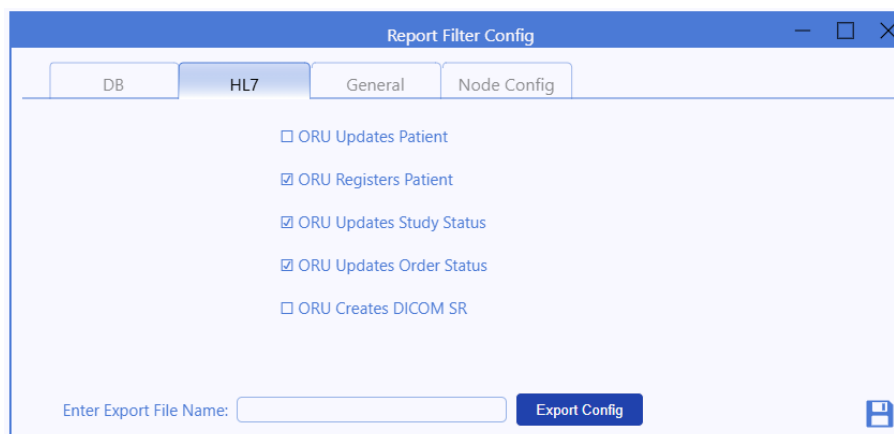 Report Filter Config
DB HL7 General Node Config
ORU Updates Patient
ORU Registers Patient
ORU Updates Study Status
ORU Updates Order Status
ORU Creates DICOM SR
Enter Export File Name: Export Config